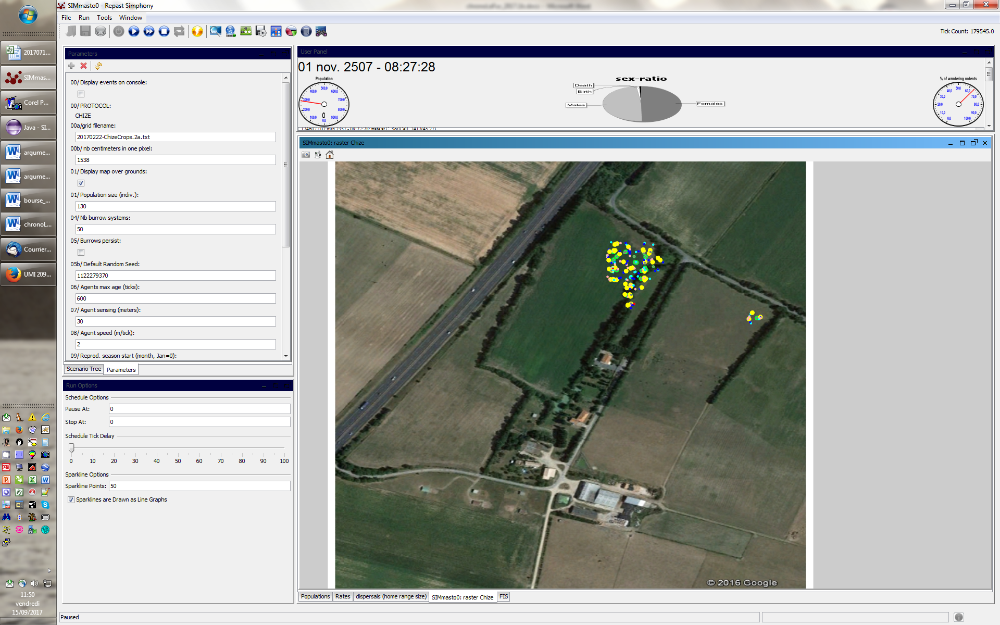 SIMmasto0 - Repast Simphony
File Run Tools Window
Tick Count: 179545.0
2017071...
SIMmas...
Corel P...
Java - SI...
argume...
argume...
bourse_...
chronoL...
Courrier...
UMI 209...
11:50
vendredi
15/09/2017
Parameters
00/ Display events on console:
00/ PROTOCOL:
CHIZE
00a/grid filename:
20170222-ChizeCrops.2a.txt
00b/ nb centimeters in one pixel:
1538
01/ Display map over grounds:
01/ Population size (indiv.):
130
04/ Nb burrow systems:
50
05/ Burrows persist:
05b/ Default Random Seed:
1122279370
06/ Agents max age (ticks):
600
07/ Agent sensing (meters):
30
08/ Agent speed (m/tick):
2
09/ Reprod. season start (month, Jan=0):
Scenario Tree Parameters
Run Options
Schedule Options
Pause At: 0
Stop At: 0
Schedule Tick Delay
0 10 20 30 40 50 60 70 80 90 100
Sparkline Options
Sparkline Points: 50
Sparklines are Drawn as Line Graphs
User Panel
01 nov. 2507 - 08:27:28
Population
0,0 100,0 200,0 300,0 400,0 500,0 600,0 700,0 800,0 900,0
0
sex-ratio
Death
Birth
Males
Females
% of wandering rodents
0,0 10,0 20,0 30,0 40,0 50,0 60,0 70,0 80,0 90,0 100,0
SIMmasto0: raster Chize
© 2016 Google
Populations Rates dispersals (home range size) SIMmasto0: raster Chize FIS
Paused